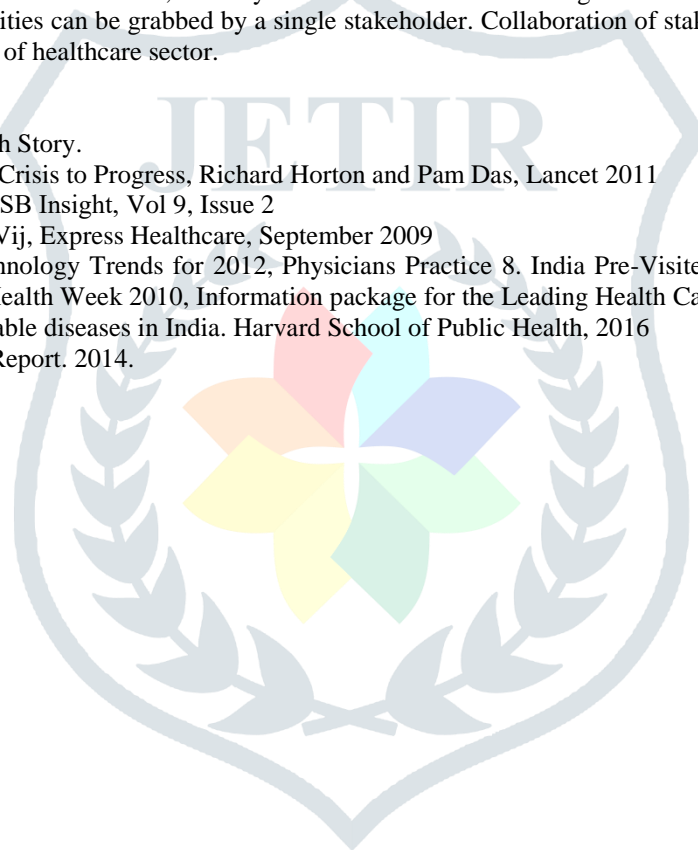 ities can be grabbed by a single stakeholder. Collaboration of stal
of healthcare sector.
JETIR
h Story.
Crisis to Progress, Richard Horton and Pam Das, Lancet 2011
SB Insight, Vol 9, Issue 2
Vij, Express Healthcare, September 2009
hnology Trends for 2012, Physicians Practice 8. India Pre-Visite
Health Week 2010, Information package for the Leading Health Ca
able diseases in India. Harvard School of Public Health, 2016
Report. 2014.